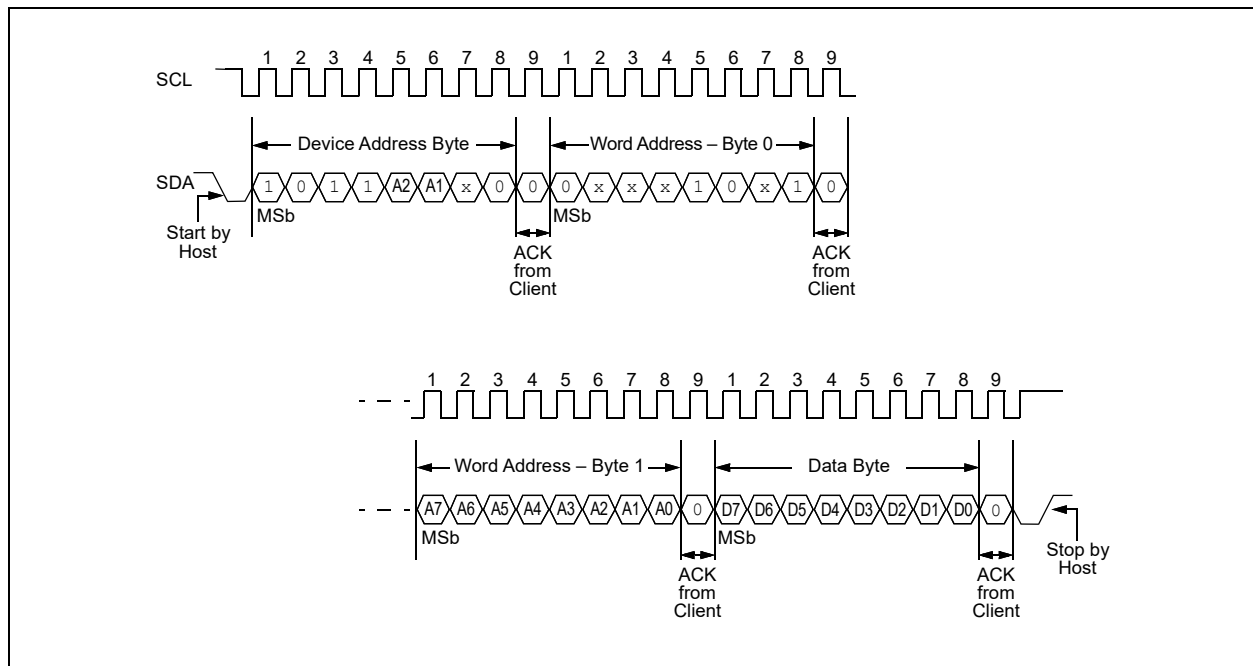 1 2 3 4 5 6 7 8 9 1 2 3 4 5 6 7 8 9
SCL
Device Address Byte
Word Address – Byte 0
SDA
1 0 1 1 A2 A1 x 0 0 0 x x x 1 0 x 1 0
MSb
MSb
Start by
Host
ACK
from
Client
ACK
from
Client
1 2 3 4 5 6 7 8 9 1 2 3 4 5 6 7 8 9
Word Address – Byte 1
Data Byte
A7 A6 A5 A4 A3 A2 A1 A0 0 D7 D6 D5 D4 D3 D2 D1 D0 0
MSb
MSb
ACK
from
Client
ACK
from
Client
Stop by
Host